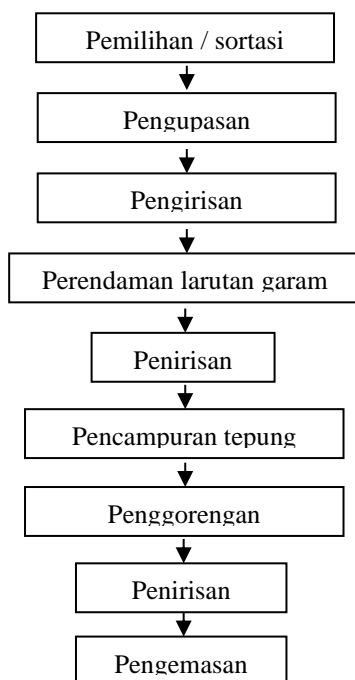 Pemilihan / sortasi
Pengupasan
Pengirisan
Perendaman larutan garam
Penirisan
Pencampuran tepung
Penggorengan
Penirisan
Pengemasan